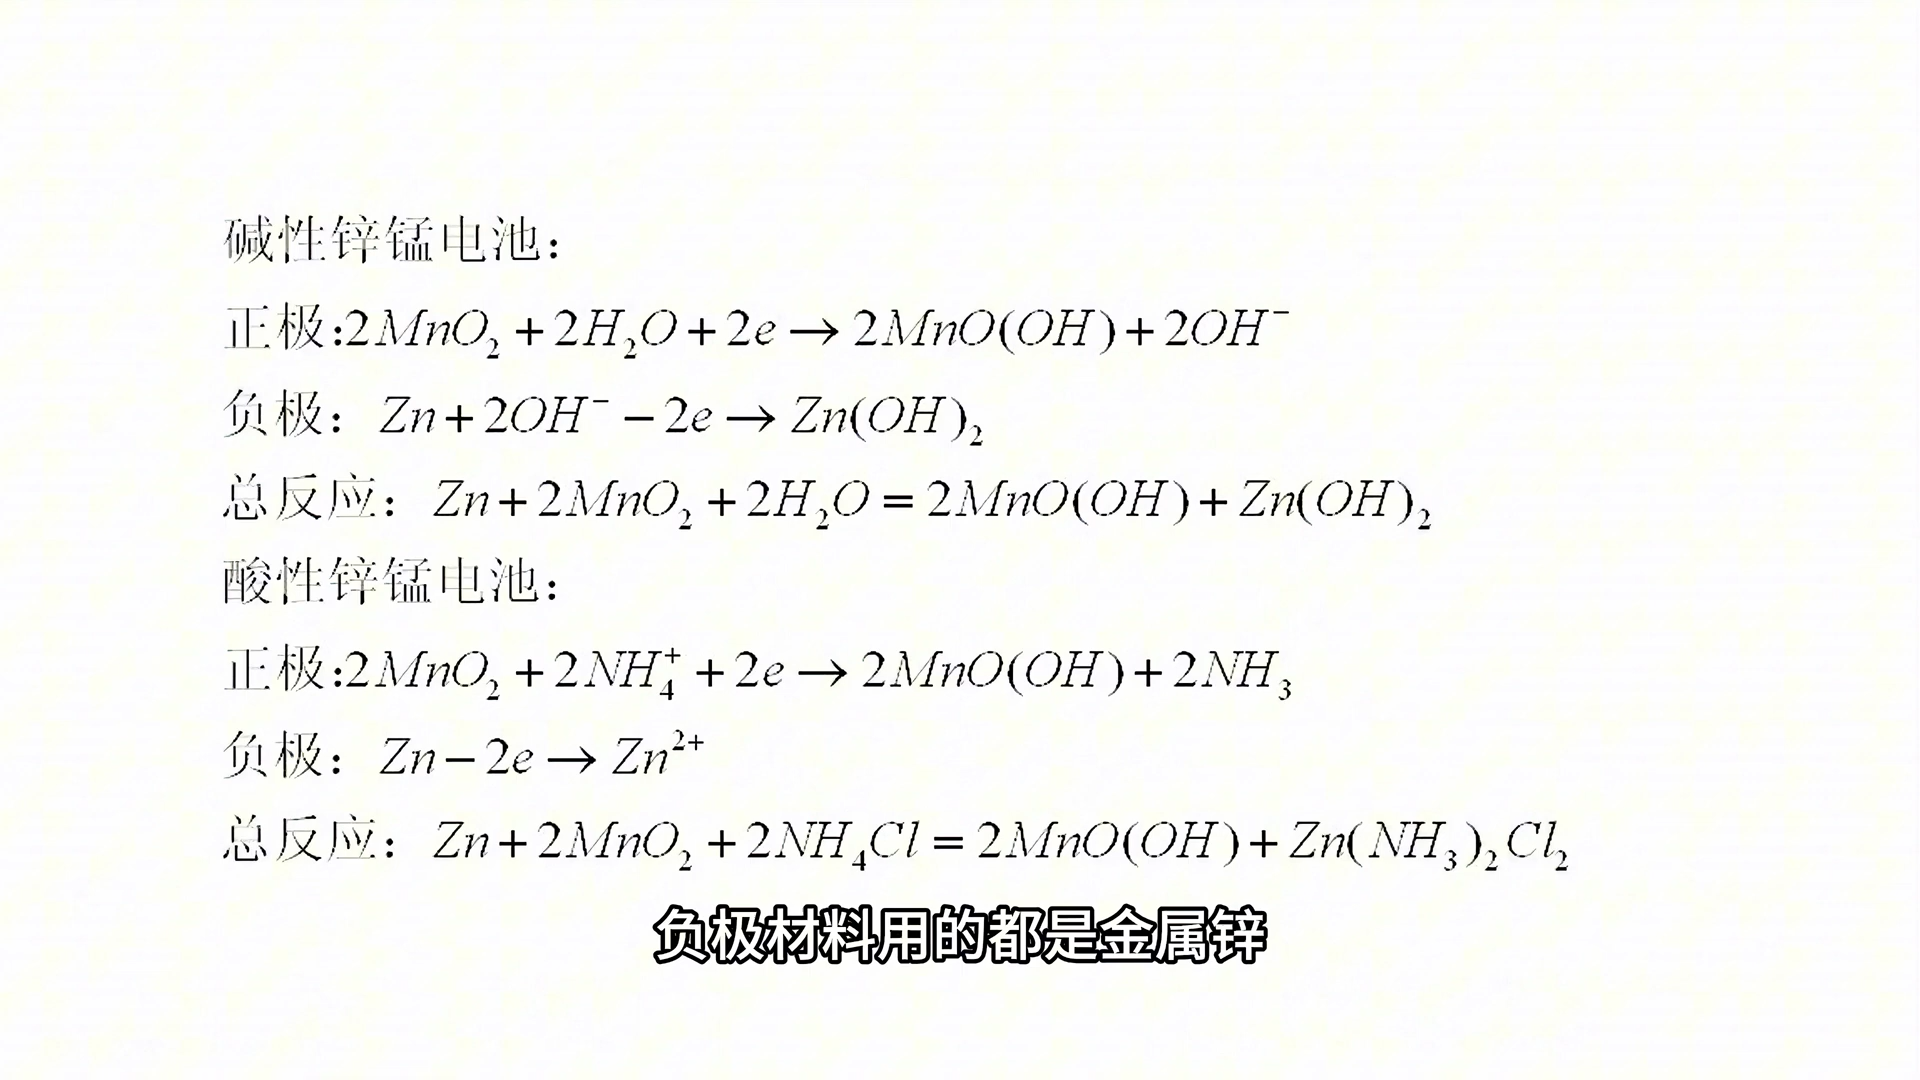 碱性锌锰电池：
正极:2MnO₂+2H₂O+2e→2MnO(OH)+2OH⁻
负极：Zn+2OH⁻−2e→Zn(OH)₂
总反应：Zn+2MnO₂+2H₂O=2MnO(OH)+Zn(OH)₂
酸性锌锰电池：
正极:2MnO₂+2NH₄⁺+2e→2MnO(OH)+2NH₃
负极：Zn−2e→Zn²⁺
总反应：Zn+2MnO₂+2NH₄Cl=2MnO(OH)+Zn(NH₃)₂Cl₂
负极材料用的都是金属锌